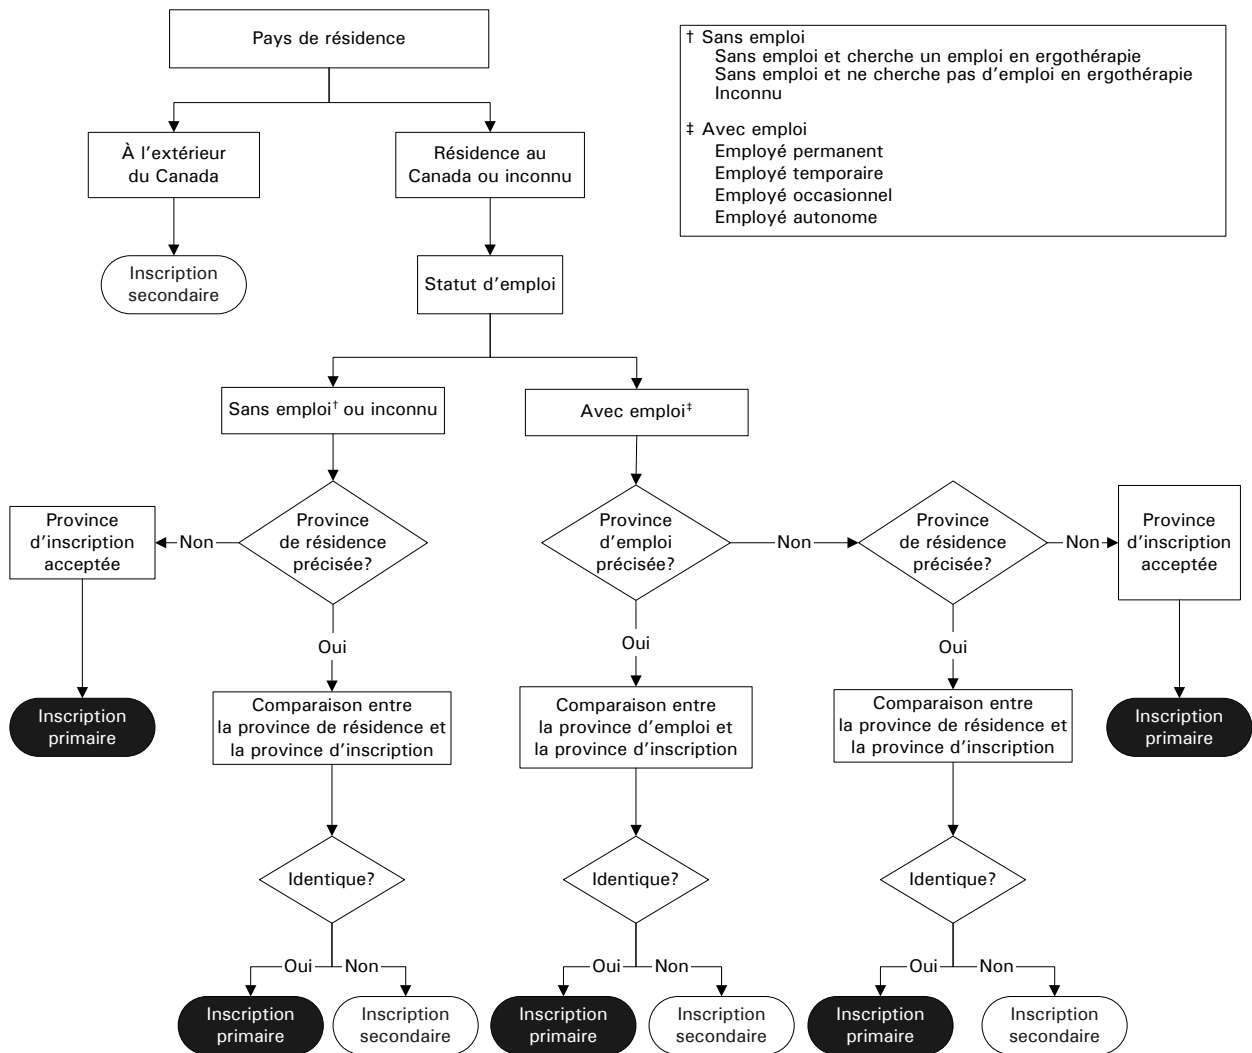 Pays de résidence
† Sans emploi
Sans emploi et cherche un emploi en ergothérapie
Sans emploi et ne cherche pas d'emploi en ergothérapie
Inconnu
‡ Avec emploi
Employé permanent
Employé temporaire
Employé occasionnel
Employé autonome
À l'extérieur
du Canada
Résidence au
Canada ou inconnu
Inscription
secondaire
Statut d'emploi
Sans emploi† ou inconnu
Avec emploi‡
Province
d'inscription
acceptée
Non
Province
de résidence
précisée?
Province
d'emploi
précisée?
Non
Province
de résidence
précisée?
Non
Province
d'inscription
acceptée
Oui
Oui
Oui
Inscription
primaire
Comparaison entre
la province de résidence et
la province d'inscription
Comparaison entre
la province d'emploi et
la province d'inscription
Comparaison entre
la province de résidence et
la province d'inscription
Inscription
primaire
Identique?
Identique?
Identique?
Oui
Non
Oui
Non
Oui
Non
Inscription
primaire
Inscription
secondaire
Inscription
primaire
Inscription
secondaire
Inscription
primaire
Inscription
secondaire